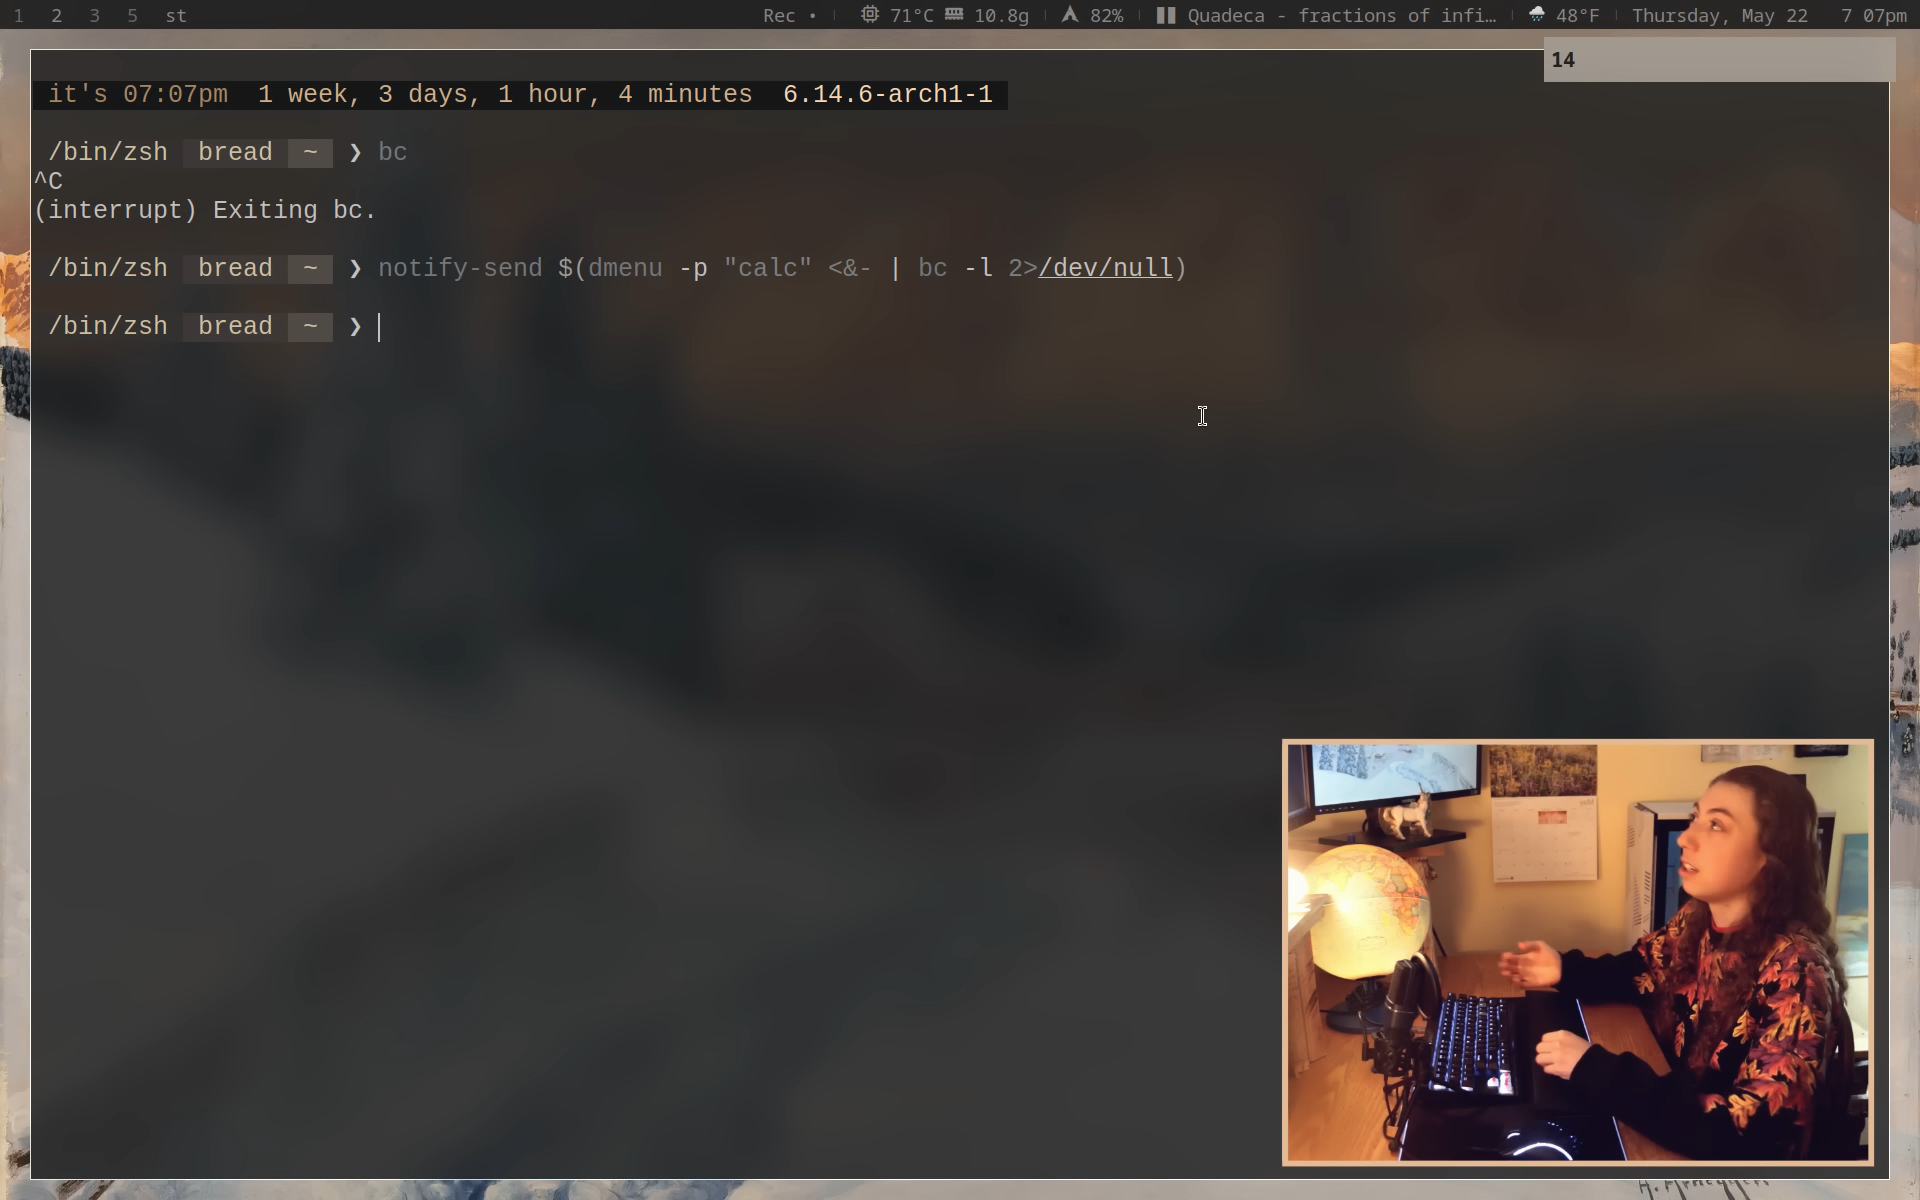 1 2 3 5 st Rec • 71°C 10.8g 82% Quadeca - fractions of infi… 48°F Thursday, May 22 7 07pm
14
it's 07:07pm 1 week, 3 days, 1 hour, 4 minutes 6.14.6-arch1-1
/bin/zsh bread ~ ❯ bc
^C
(interrupt) Exiting bc.
/bin/zsh bread ~ ❯ notify-send $(dmenu -p "calc" <&- | bc -l 2>/dev/null)
/bin/zsh bread ~ ❯